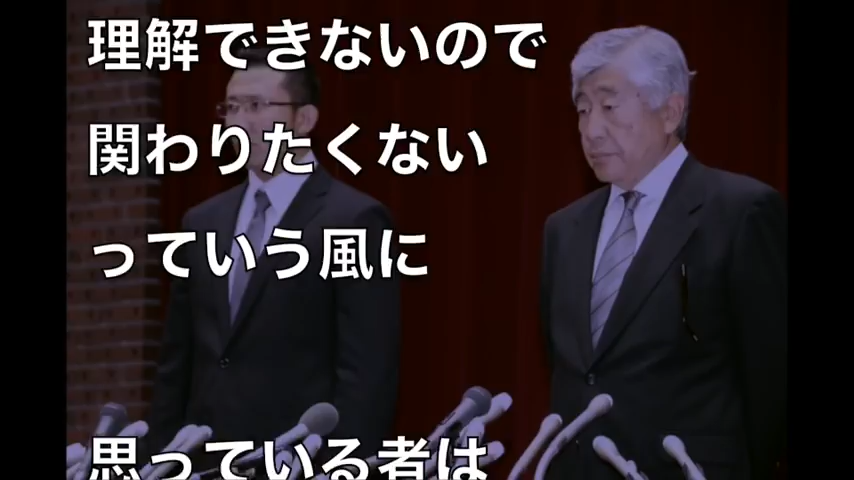 理解できないので
関わりたくない
っていう風に
思っている者は